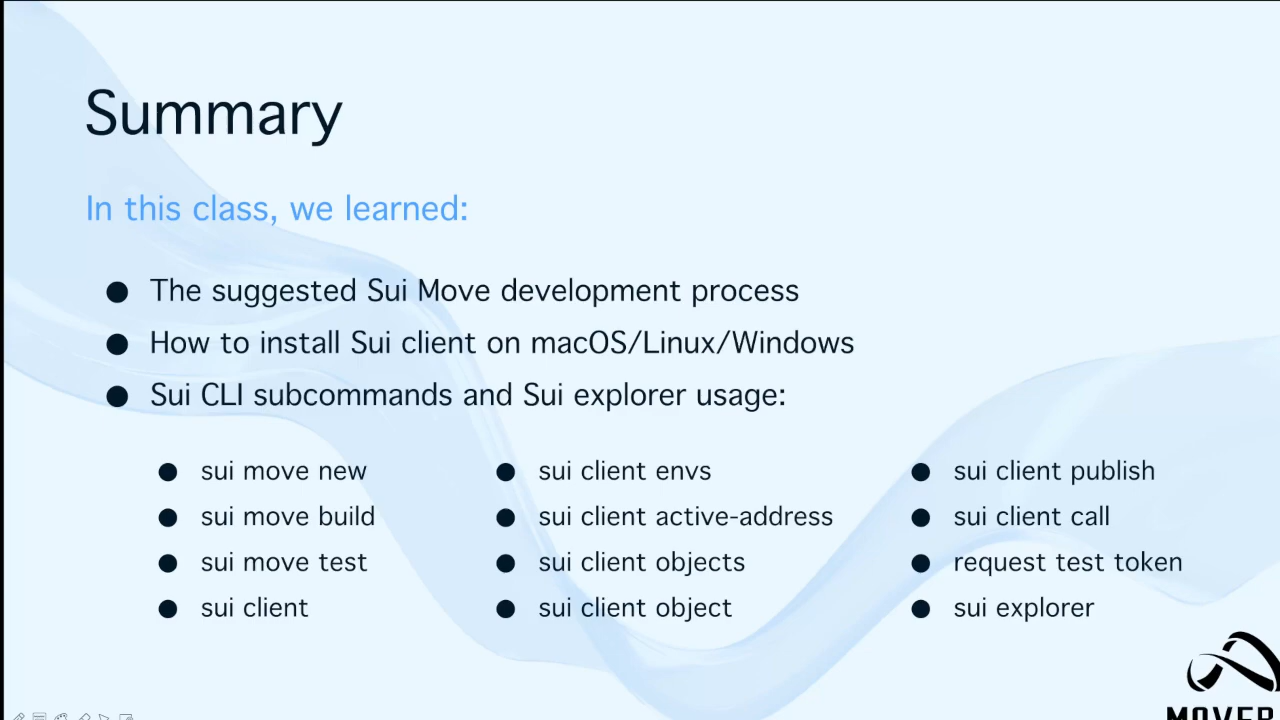 Summary
In this class, we learned:
● The suggested Sui Move development process
● How to install Sui client on macOS/Linux/Windows
● Sui CLI subcommands and Sui explorer usage:
● sui move new
● sui move build
● sui move test
● sui client
● sui client envs
● sui client active-address
● sui client objects
● sui client object
● sui client publish
● sui client call
● request test token
● sui explorer